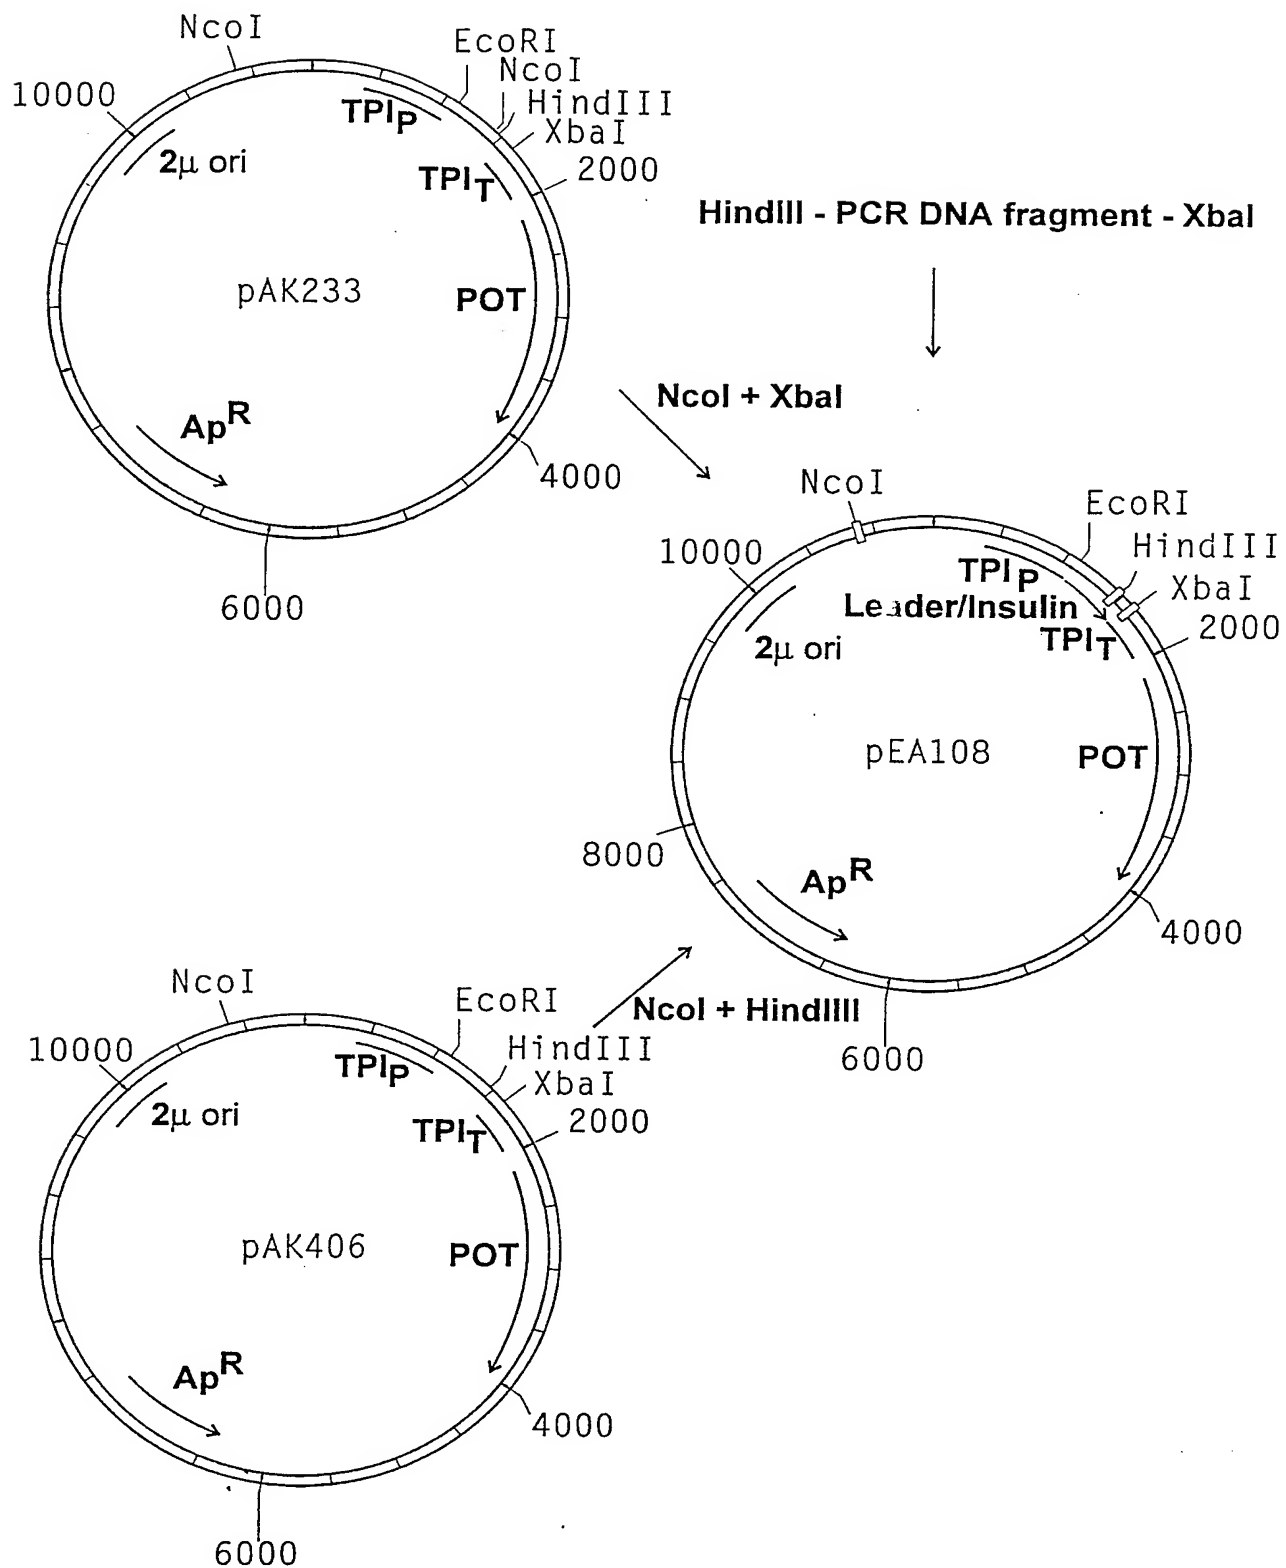 NcoI
EcoRI
NcoI
HindIII
XbaI
10000
TPIP
2μ ori
TPIT
2000
pAK233
POT
ApR
4000
6000
HindIII - PCR DNA fragment - XbaI
NcoI + XbaI
NcoI
EcoRI
HindIII
XbaI
10000
TPIP
Leader/Insulin
TPIT
2000
2μ ori
pEA108
POT
8000
ApR
4000
6000
NcoI + HindIIII
NcoI
EcoRI
HindIII
XbaI
10000
TPIP
2μ ori
TPIT
2000
pAK406
POT
ApR
4000
6000